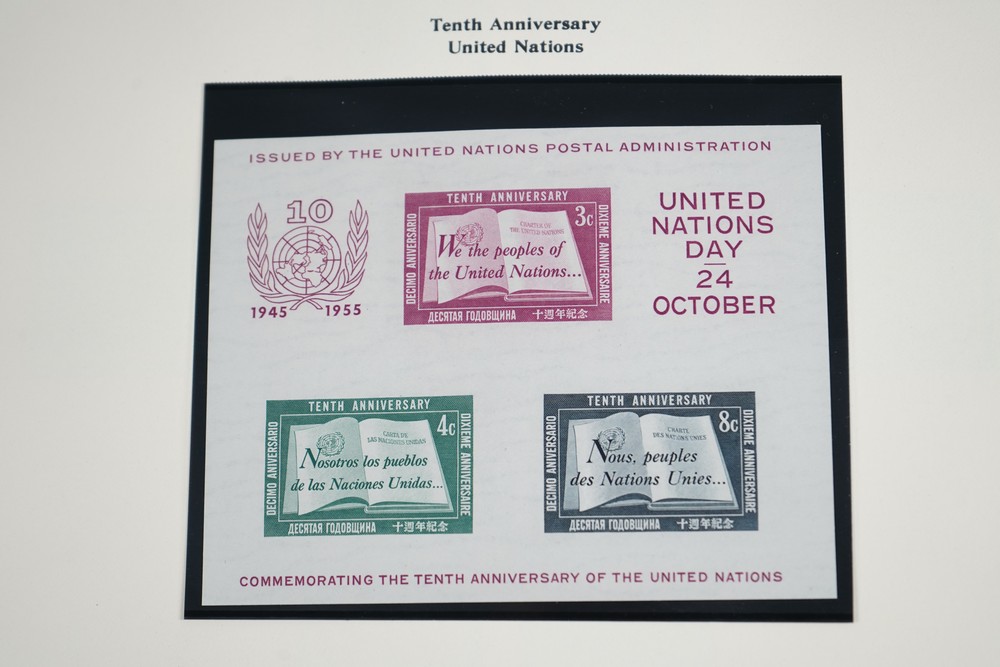 Tenth Anniversary
United Nations
ISSUED BY THE UNITED NATIONS POSTAL ADMINISTRATION
10
1945 1955
TENTH ANNIVERSARY
3c
DECIMO ANIVERSARIO
CHARTER OF
THE UNITED NATIONS
We the peoples of
the United Nations...
DIXIEME ANNIVERSAIRE
ДЕСЯТАЯ ГОДОВЩИНА 十週年紀念
UNITED
NATIONS
DAY
24
OCTOBER
TENTH ANNIVERSARY
4c
DECIMO ANIVERSARIO
CARTA DE
LAS NACIONES UNIDAS
Nosotros los pueblos
de las Naciones Unidas...
DIXIEME ANNIVERSAIRE
ДЕСЯТАЯ ГОДОВЩИНА 十週年紀念
TENTH ANNIVERSARY
8c
DECIMO ANIVERSARIO
CHARTE
DES NATIONS UNIES
Nous, peuples
des Nations Unies...
DIXIEME ANNIVERSAIRE
ДЕСЯТАЯ ГОДОВЩИНА 十週年紀念
COMMEMORATING THE TENTH ANNIVERSARY OF THE UNITED NATIONS